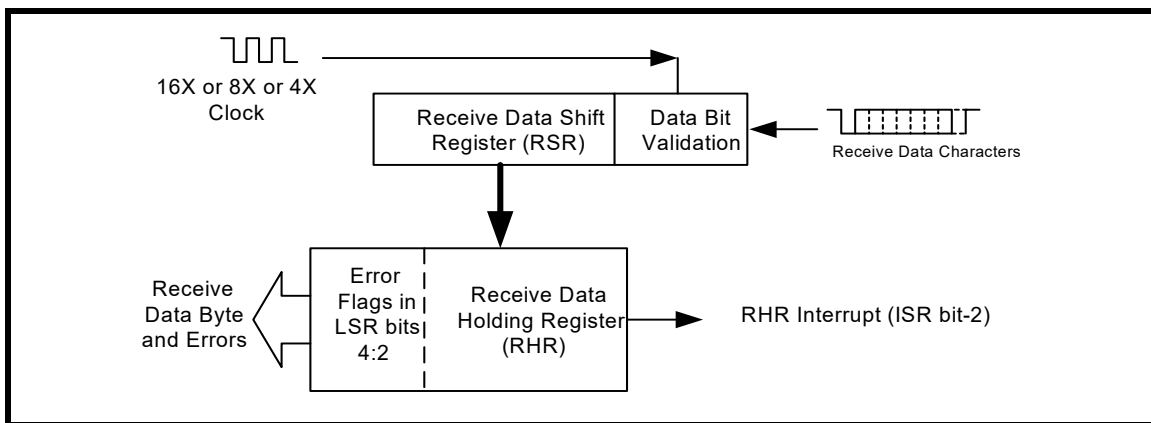 16X or 8X or 4X
Clock
Receive Data Shift
Register (RSR)
Data Bit
Validation
Receive Data Characters
Receive
Data Byte
and Errors
Error
Flags in
LSR bits
4:2
Receive Data
Holding Register
(RHR)
RHR Interrupt (ISR bit-2)